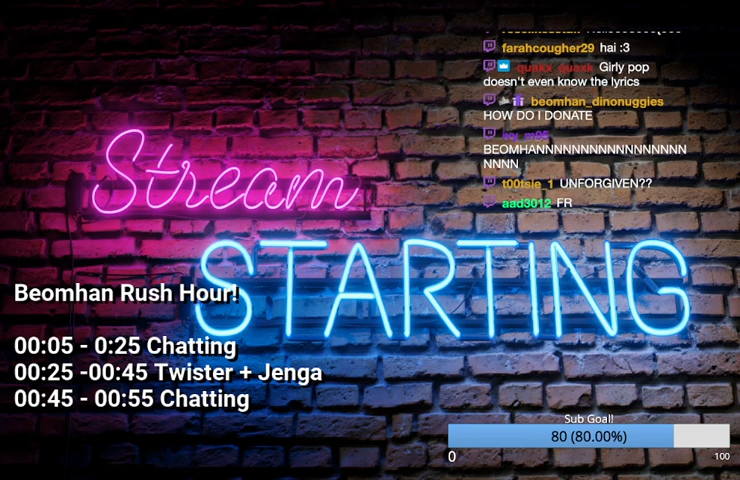 farahcougher29 hai :3
quakx_quaxk Girly pop
doesn't even know the lyrics
beomhan_dinonuggies
HOW DO I DONATE
BEOMHANNNNNNNNNNNNNNNNN
NNNN
t00tsie_1 UNFORGIVEN??
aad3012 FR
Stream
STARTING
Beomhan Rush Hour!
00:05 - 0:25 Chatting
00:25 -00:45 Twister + Jenga
00:45 - 00:55 Chatting
Sub Goal!
80 (80.00%)
0
100